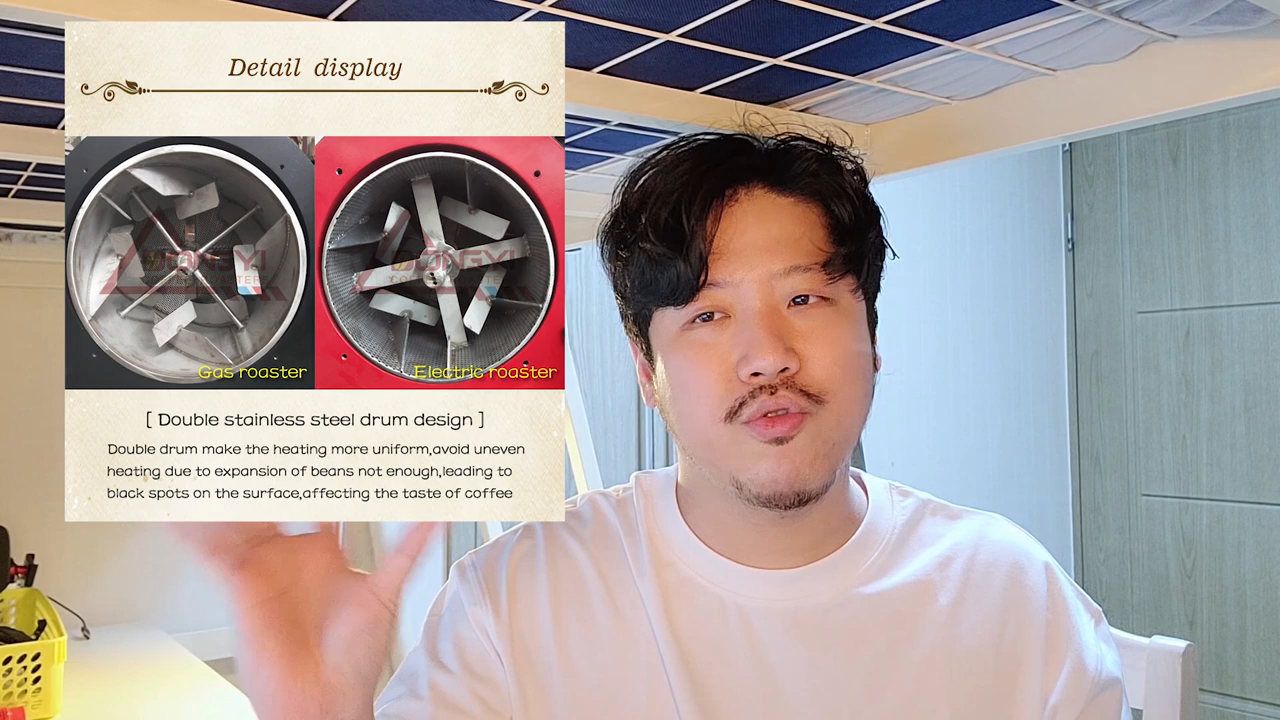 Detail display
DONGYI
DONGYI
Gas roaster
Electric roaster
[ Double stainless steel drum design ]
Double drum make the heating more uniform,avoid uneven
heating due to expansion of beans not enough,leading to
black spots on the surface,affecting the taste of coffee